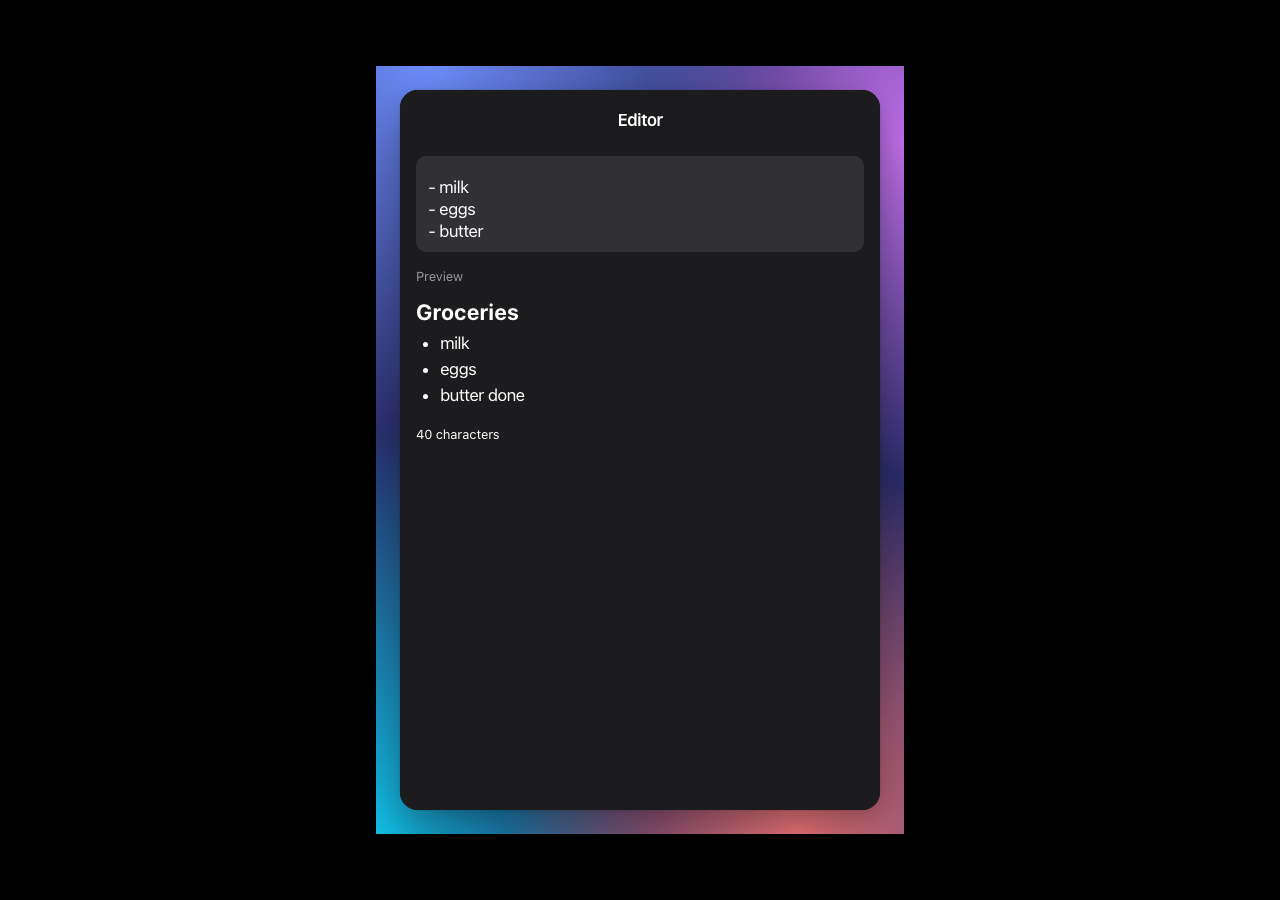 Editor
- milk
- eggs
- butter
Preview
Groceries
• milk
• eggs
• butter done
40 characters